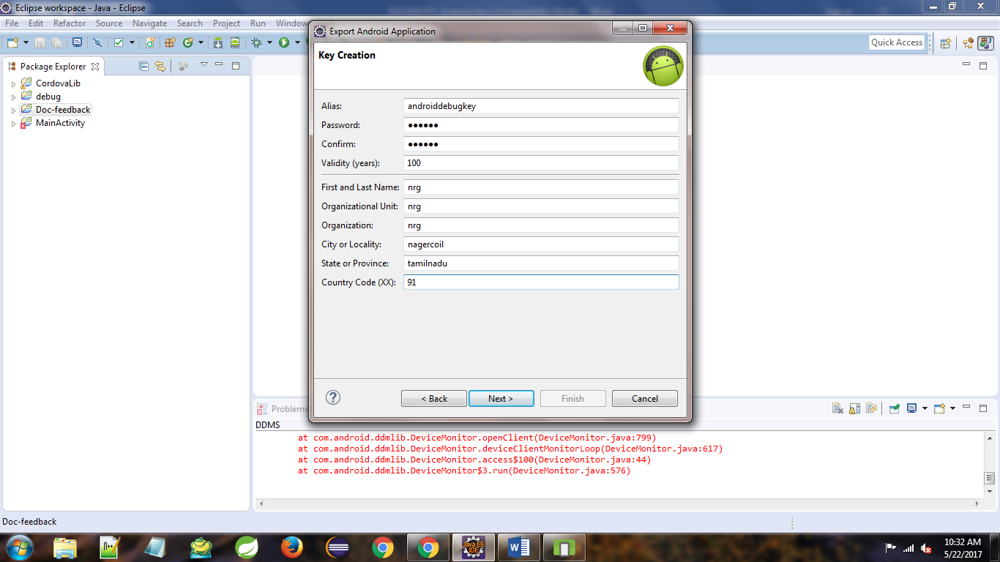 Eclipse workspace - Java - Eclipse
File Edit Refactor Source Navigate Search Project Run Window
Quick Access
Package Explorer
CordovaLib
debug
Doc-feedback
MainActivity
Export Android Application
Key Creation
Alias: androiddebugkey
Password: ●●●●●●
Confirm: ●●●●●●
Validity (years): 100
First and Last Name: nrg
Organizational Unit: nrg
Organization: nrg
City or Locality: nagercoil
State or Province: tamilnadu
Country Code (XX): 91
< Back Next > Finish Cancel
Problems
DDMS
at com.android.ddmlib.DeviceMonitor.openClient(DeviceMonitor.java:799)
at com.android.ddmlib.DeviceMonitor.deviceClientMonitorLoop(DeviceMonitor.java:617)
at com.android.ddmlib.DeviceMonitor.access$100(DeviceMonitor.java:44)
at com.android.ddmlib.DeviceMonitor$3.run(DeviceMonitor.java:576)
Doc-feedback
Java EE
IDE
10:32 AM
5/22/2017